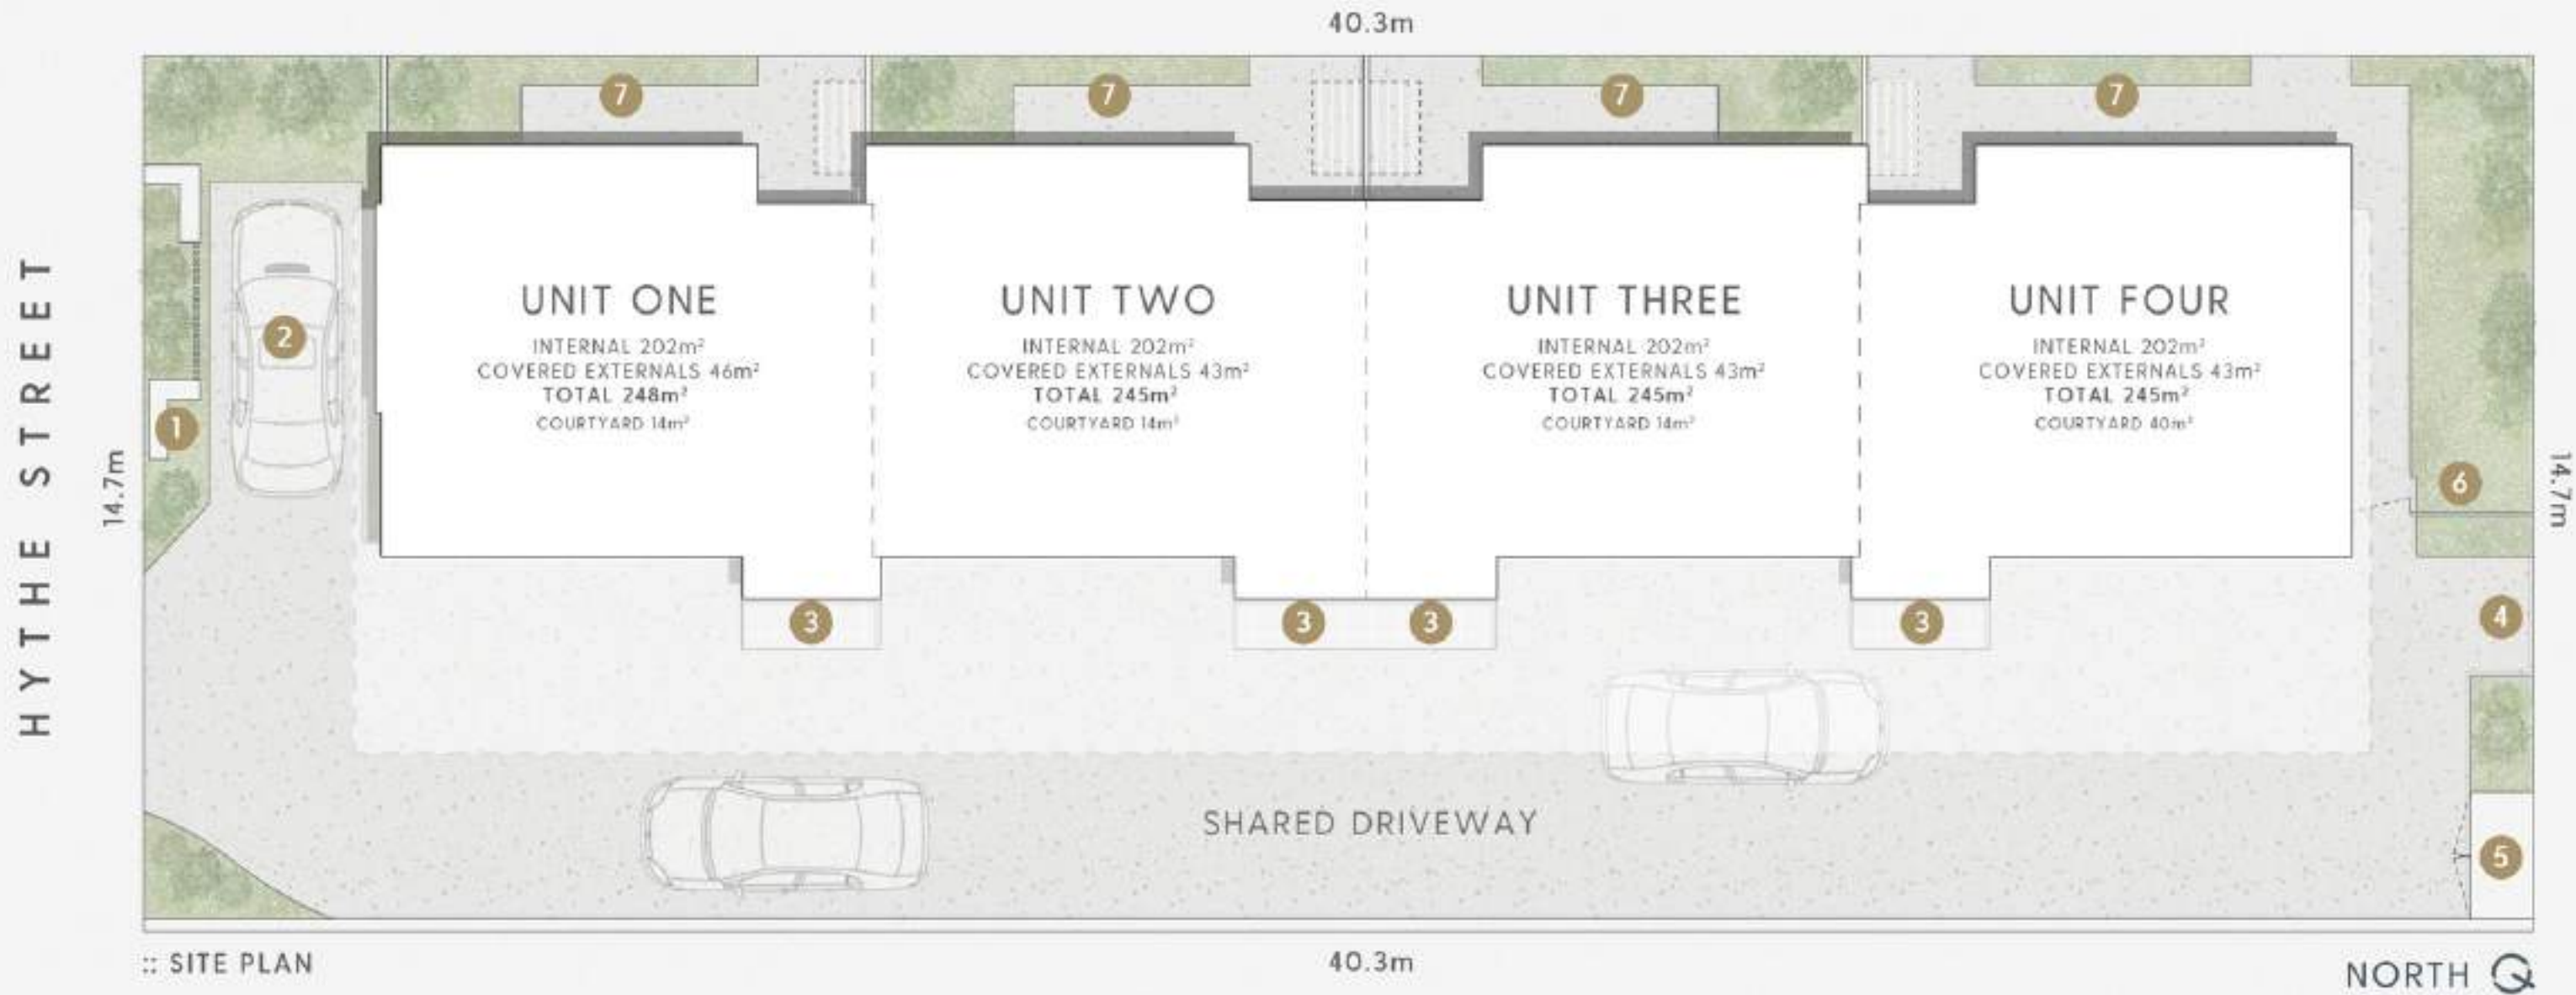 40.3m
7
7
7
7
HYTHE STREET
14.7m
1
2
UNIT ONE
INTERNAL 202m²
COVERED EXTERNALS 46m²
TOTAL 248m²
COURTYARD 14m²
UNIT TWO
INTERNAL 202m²
COVERED EXTERNALS 43m²
TOTAL 245m²
COURTYARD 14m²
UNIT THREE
INTERNAL 202m²
COVERED EXTERNALS 43m²
TOTAL 245m²
COURTYARD 14m²
UNIT FOUR
INTERNAL 202m²
COVERED EXTERNALS 43m²
TOTAL 245m²
COURTYARD 40m²
6
14.7m
3
3
3
3
4
SHARED DRIVEWAY
5
:: SITE PLAN
40.3m
NORTH